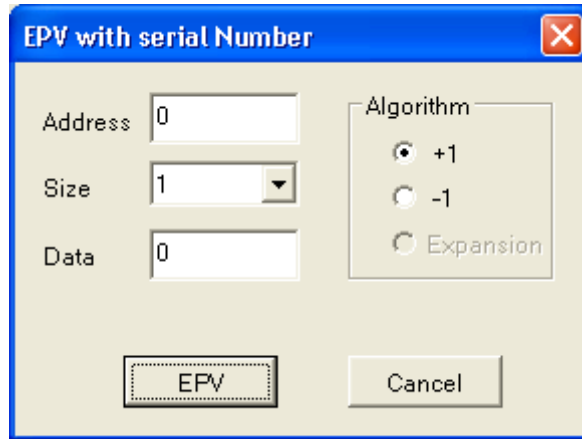 EPV with serial Number
Address 0
Size 1
Data 0
Algorithm
+1
-1
Expansion
EPV Cancel